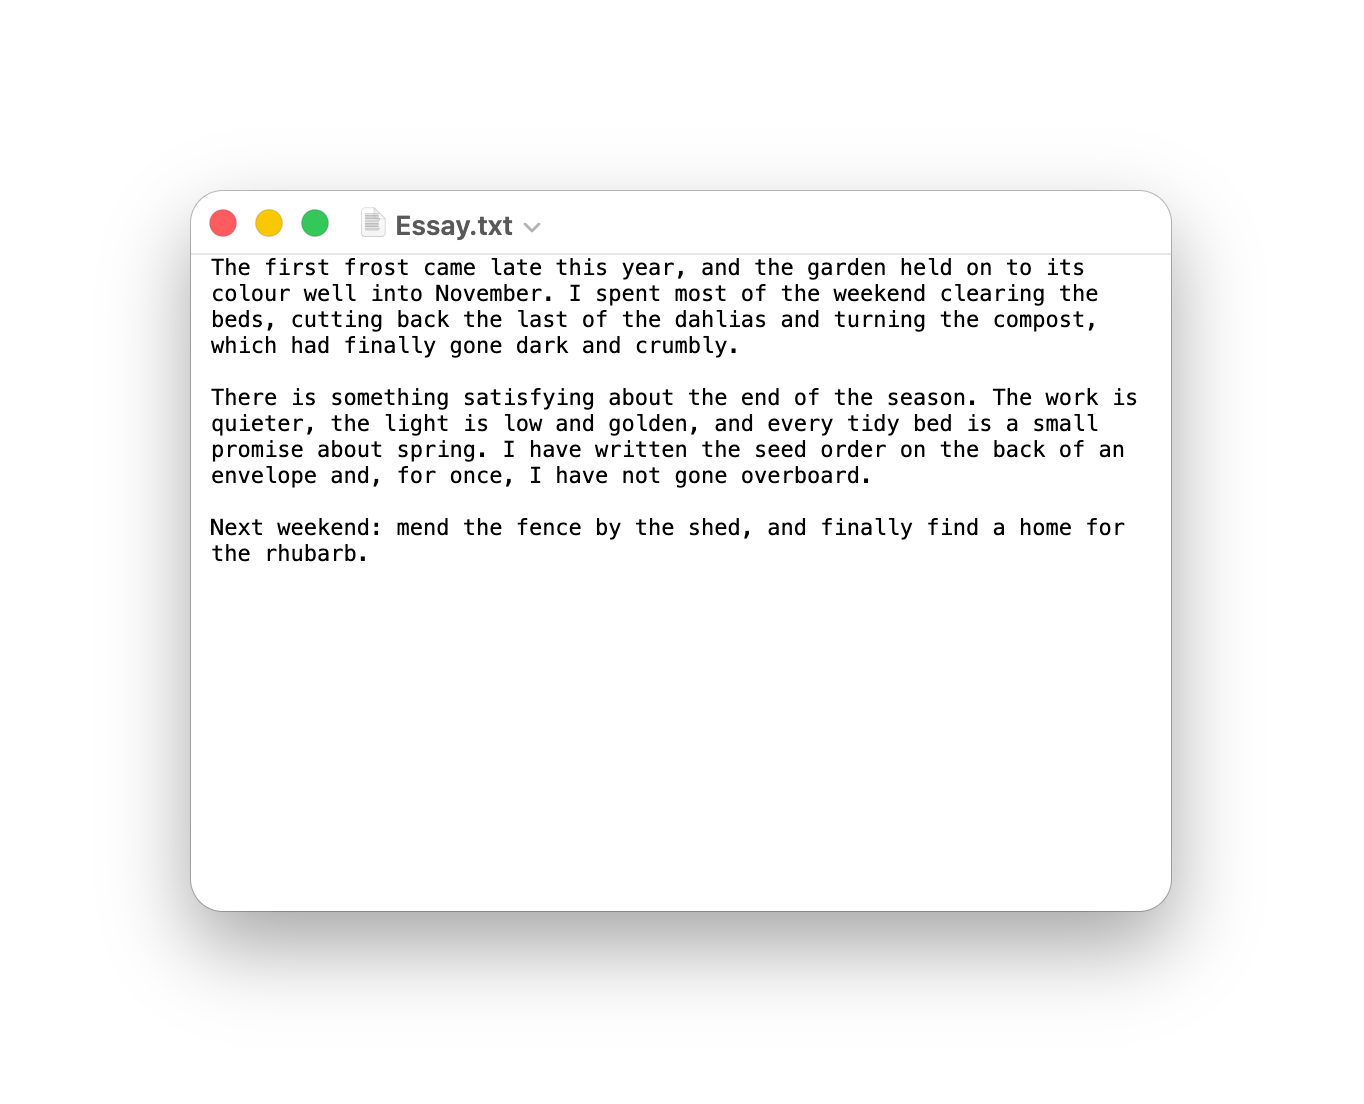 Essay.txt
The first frost came late this year, and the garden held on to its
colour well into November. I spent most of the weekend clearing the
beds, cutting back the last of the dahlias and turning the compost,
which had finally gone dark and crumbly.
There is something satisfying about the end of the season. The work is
quieter, the light is low and golden, and every tidy bed is a small
promise about spring. I have written the seed order on the back of an
envelope and, for once, I have not gone overboard.
Next weekend: mend the fence by the shed, and finally find a home for
the rhubarb.